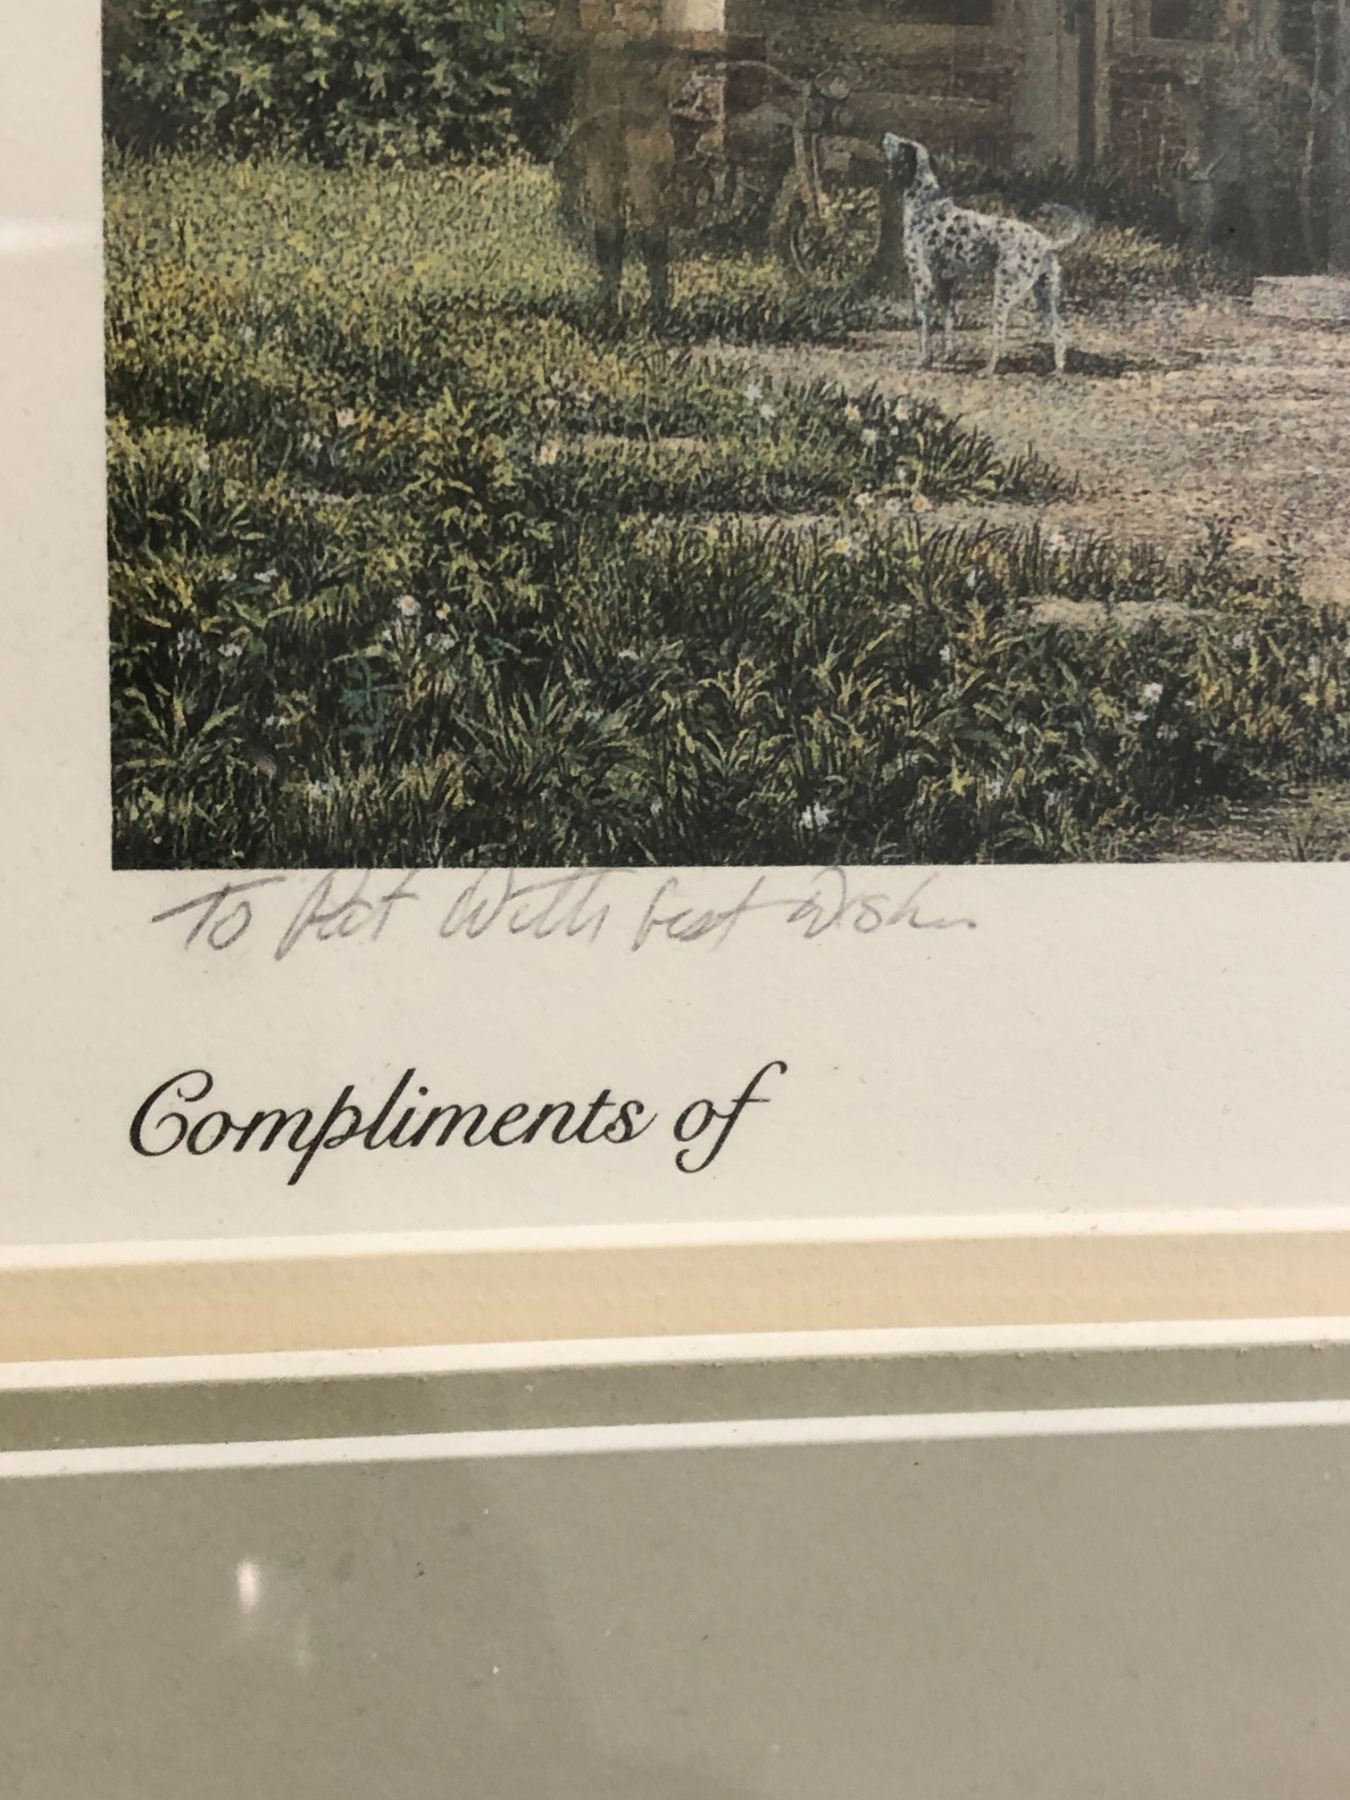 To Pat With best wishes
Compliments of